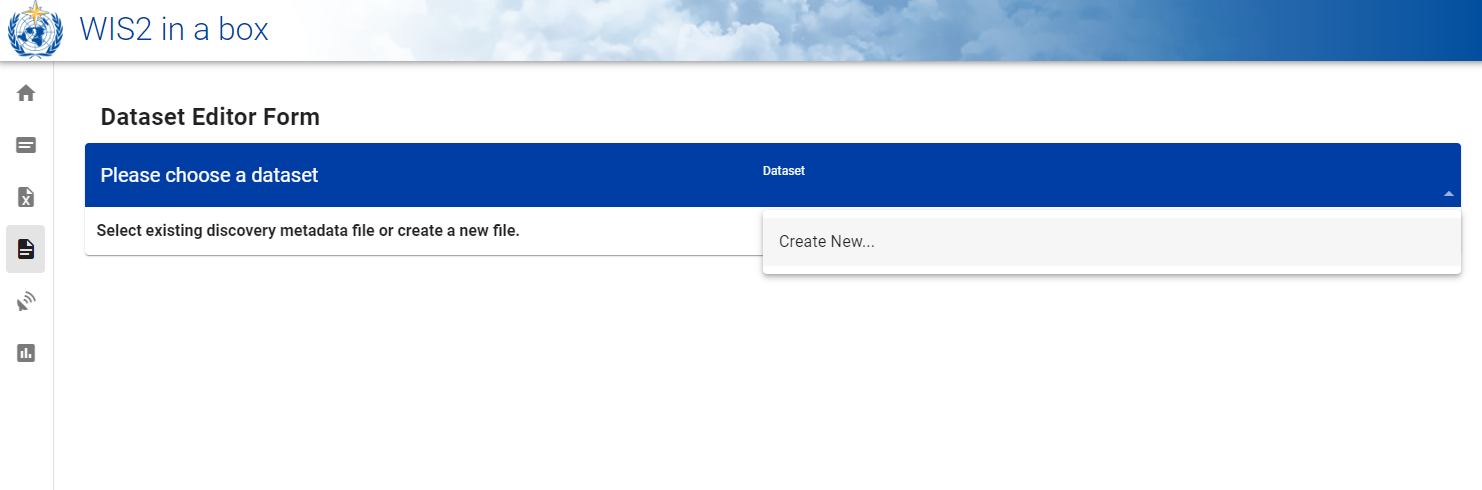 WIS2 in a box
Dataset Editor Form
Please choose a dataset
Dataset
Select existing discovery metadata file or create a new file.
Create New...